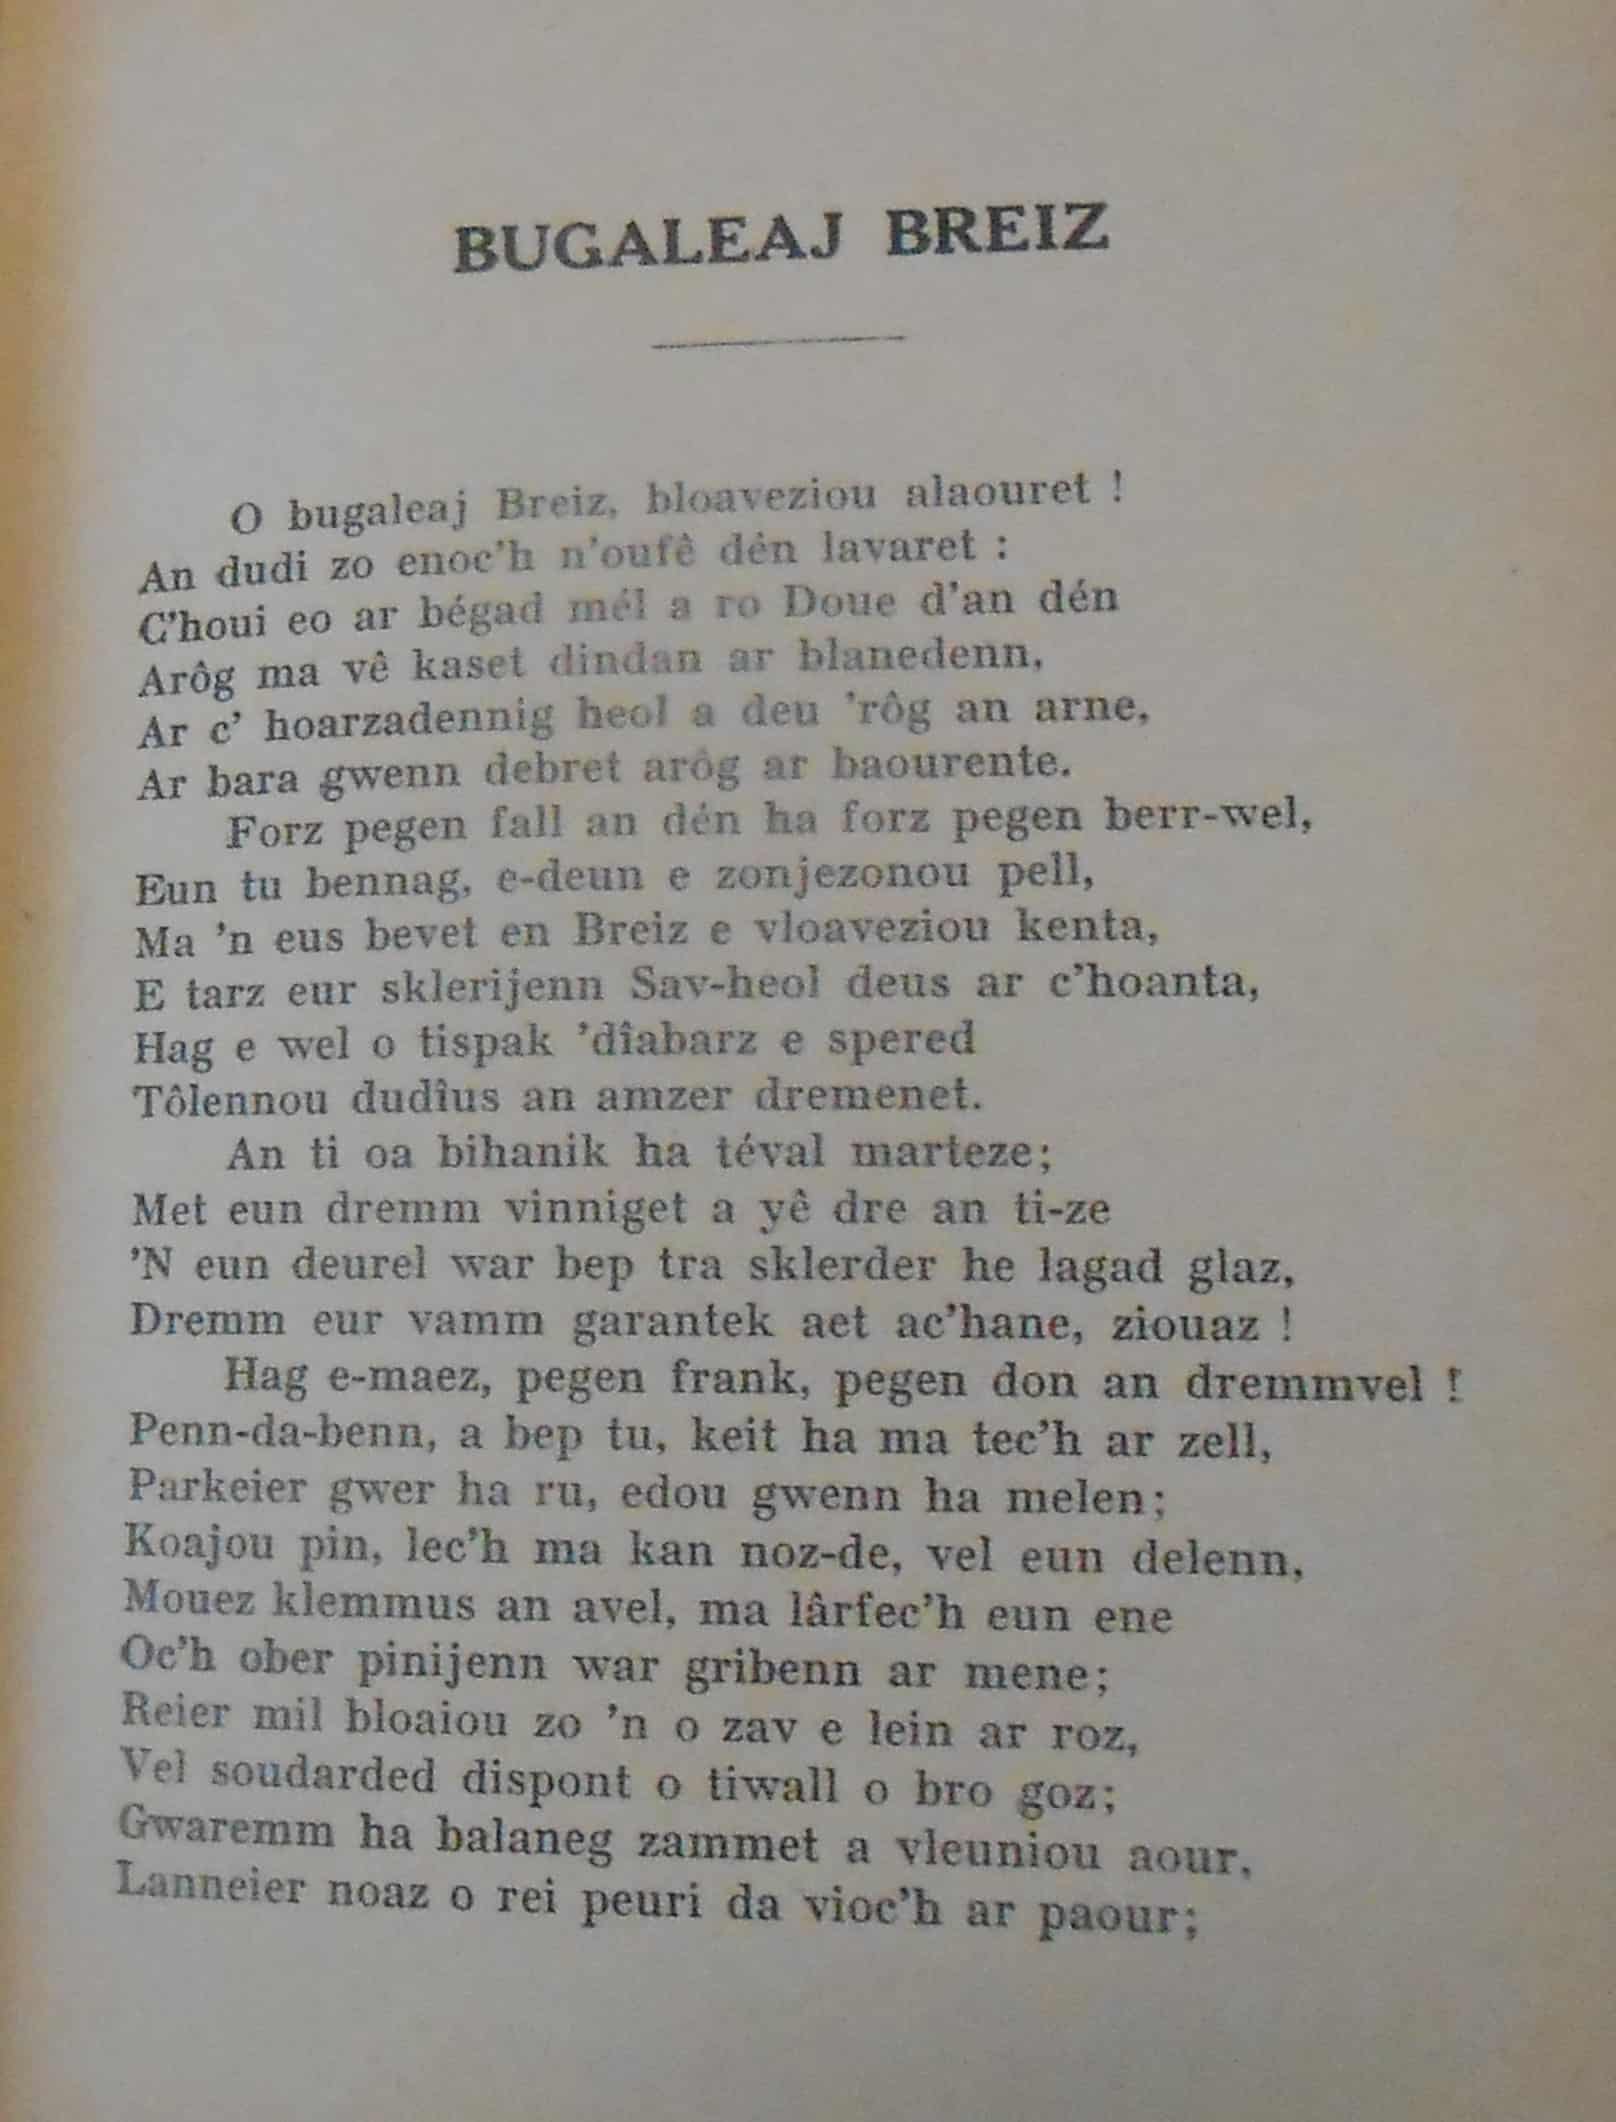 BUGALEAJ BREIZ
O bugaleaj Breiz, bloaveziou alaouret !
An dudi zo enoc'h n'oufê dén lavaret :
C'houi eo ar bégad mél a ro Doue d'an dén
Arôg ma vê kaset dindan ar blanedenn,
Ar c' hoarzadennig heol a deu 'rôg an arne,
Ar bara gwenn debret arôg ar baourente.
Forz pegen fall an dén ha forz pegen berr-wel,
Eun tu bennag, e-deun e zonjezonou pell,
Ma 'n eus bevet en Breiz e vloaveziou kenta,
E tarz eur sklerijenn Sav-heol deus ar c'hoanta,
Hag e wel o tispak 'dîabarz e spered
Tôlennou dudîus an amzer dremenet.
An ti oa bihanik ha téval marteze;
Met eun dremm vinniget a yê dre an ti-ze
'N eun deurel war bep tra sklerder he lagad glaz,
Dremm eur vamm garantek aet ac'hane, ziouaz !
Hag e-maez, pegen frank, pegen don an dremmvel !
Penn-da-benn, a bep tu, keit ha ma tec'h ar zell,
Parkeier gwer ha ru, edou gwenn ha melen;
Koajou pin, lec'h ma kan noz-de, vel eun delenn,
Mouez klemmus an avel, ma lârfec'h eun ene
Oc'h ober pinijenn war gribenn ar mene;
Reier mil bloaiou zo 'n o zav e lein ar roz,
Vel soudarded dispont o tiwall o bro goz;
Gwaremm ha balaneg zammet a vleuniou aour,
Lanneier noaz o rei peuri da vioc'h ar paour;